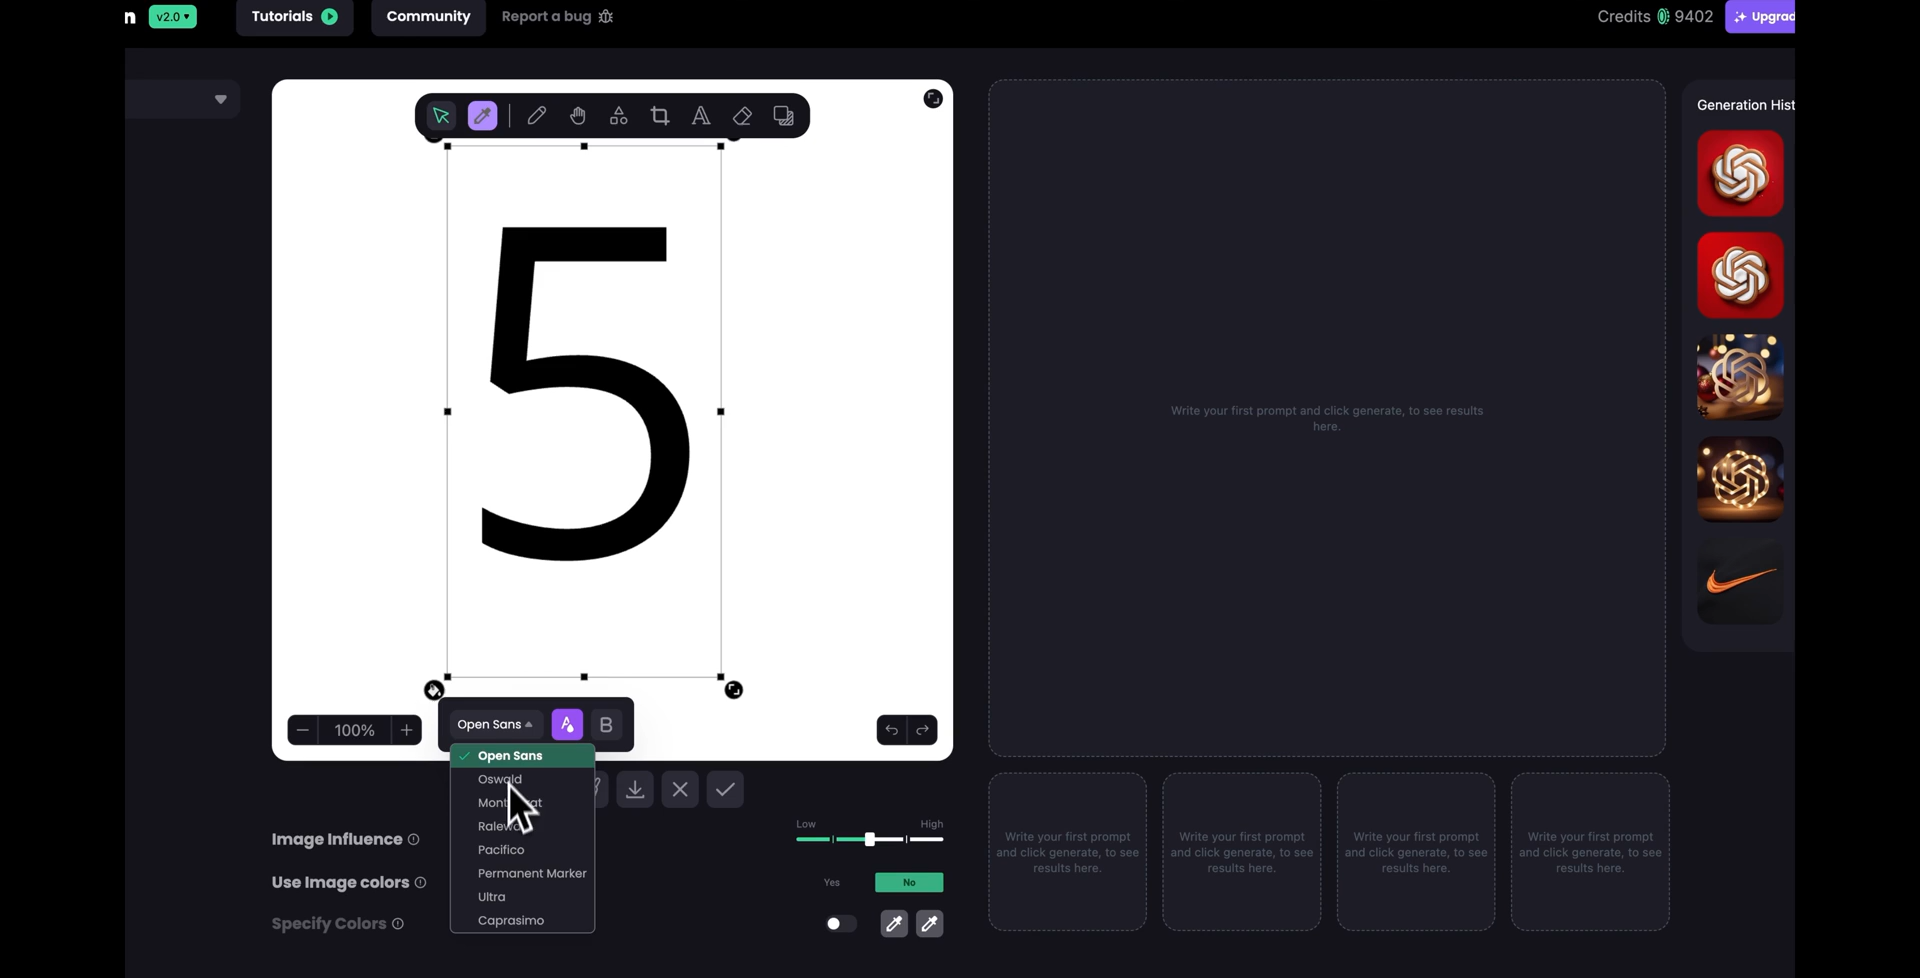 n v2.0 Tutorials Community Report a bug Credits 9402 Upgrad
Generation Hist
5
Write your first prompt and click generate, to see results
here.
100%
Open Sans B
Open Sans
Oswald
Pacifico
Permanent Marker
Ultra
Caprasimo
Image Influence
Low High
Use Image colors
Yes No
Specify Colors
Write your first prompt
and click generate, to see
results here.
Write your first prompt
and click generate, to see
results here.
Write your first prompt
and click generate, to see
results here.
Write your first prompt
and click generate, to see
results here.